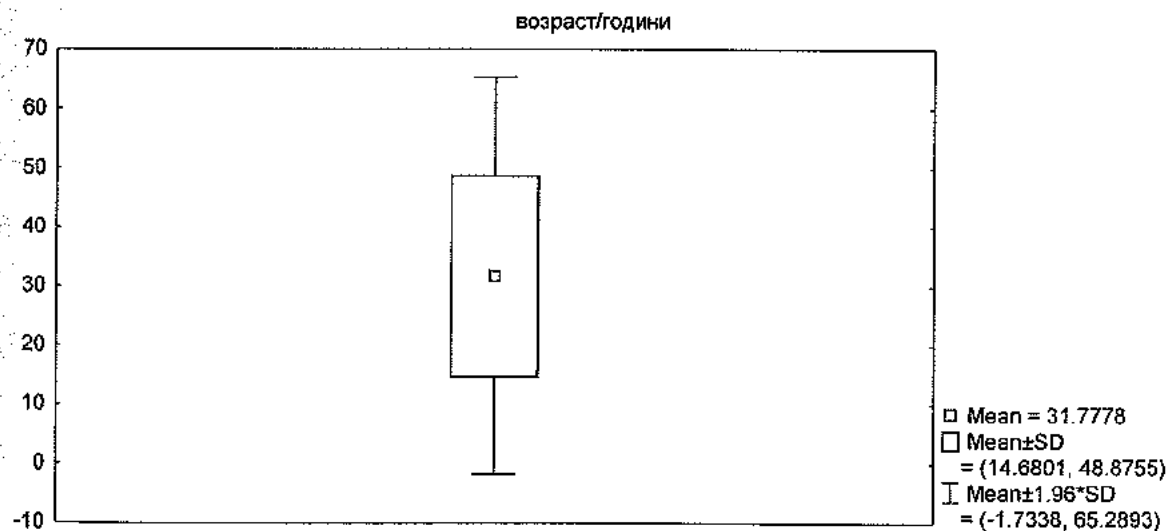 возраст/години
70
60
50
40
30
20
10
0
-10
Mean = 31.7778
Mean±SD
= (14.6801, 48.8755)
Mean±1.96*SD
= (-1.7338, 65.2893)